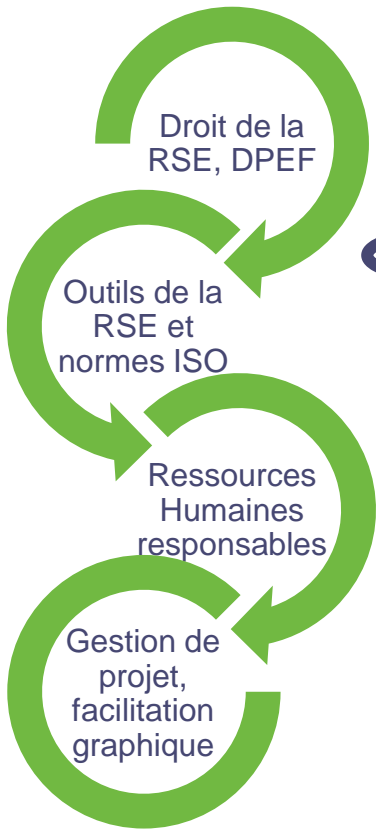 Droit de la
RSE, DPEF
Outils de la
RSE et
normes ISO
Ressources
Humaines
responsables
Gestion de
projet,
facilitation
graphique